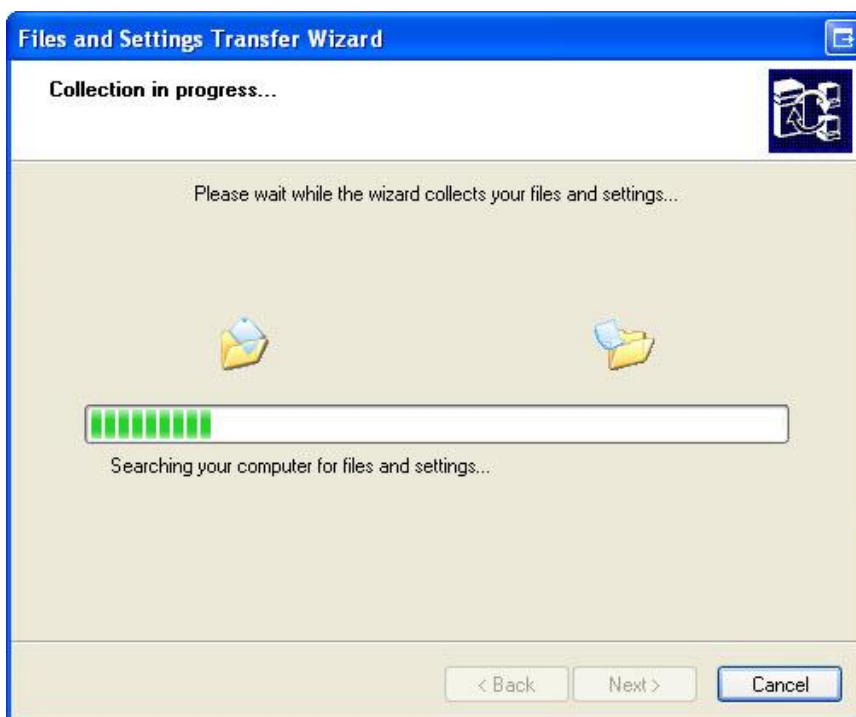 Files and Settings Transfer Wizard
Collection in progress...
Please wait while the wizard collects your files and settings...
Searching your computer for files and settings...
< Back Next > Cancel